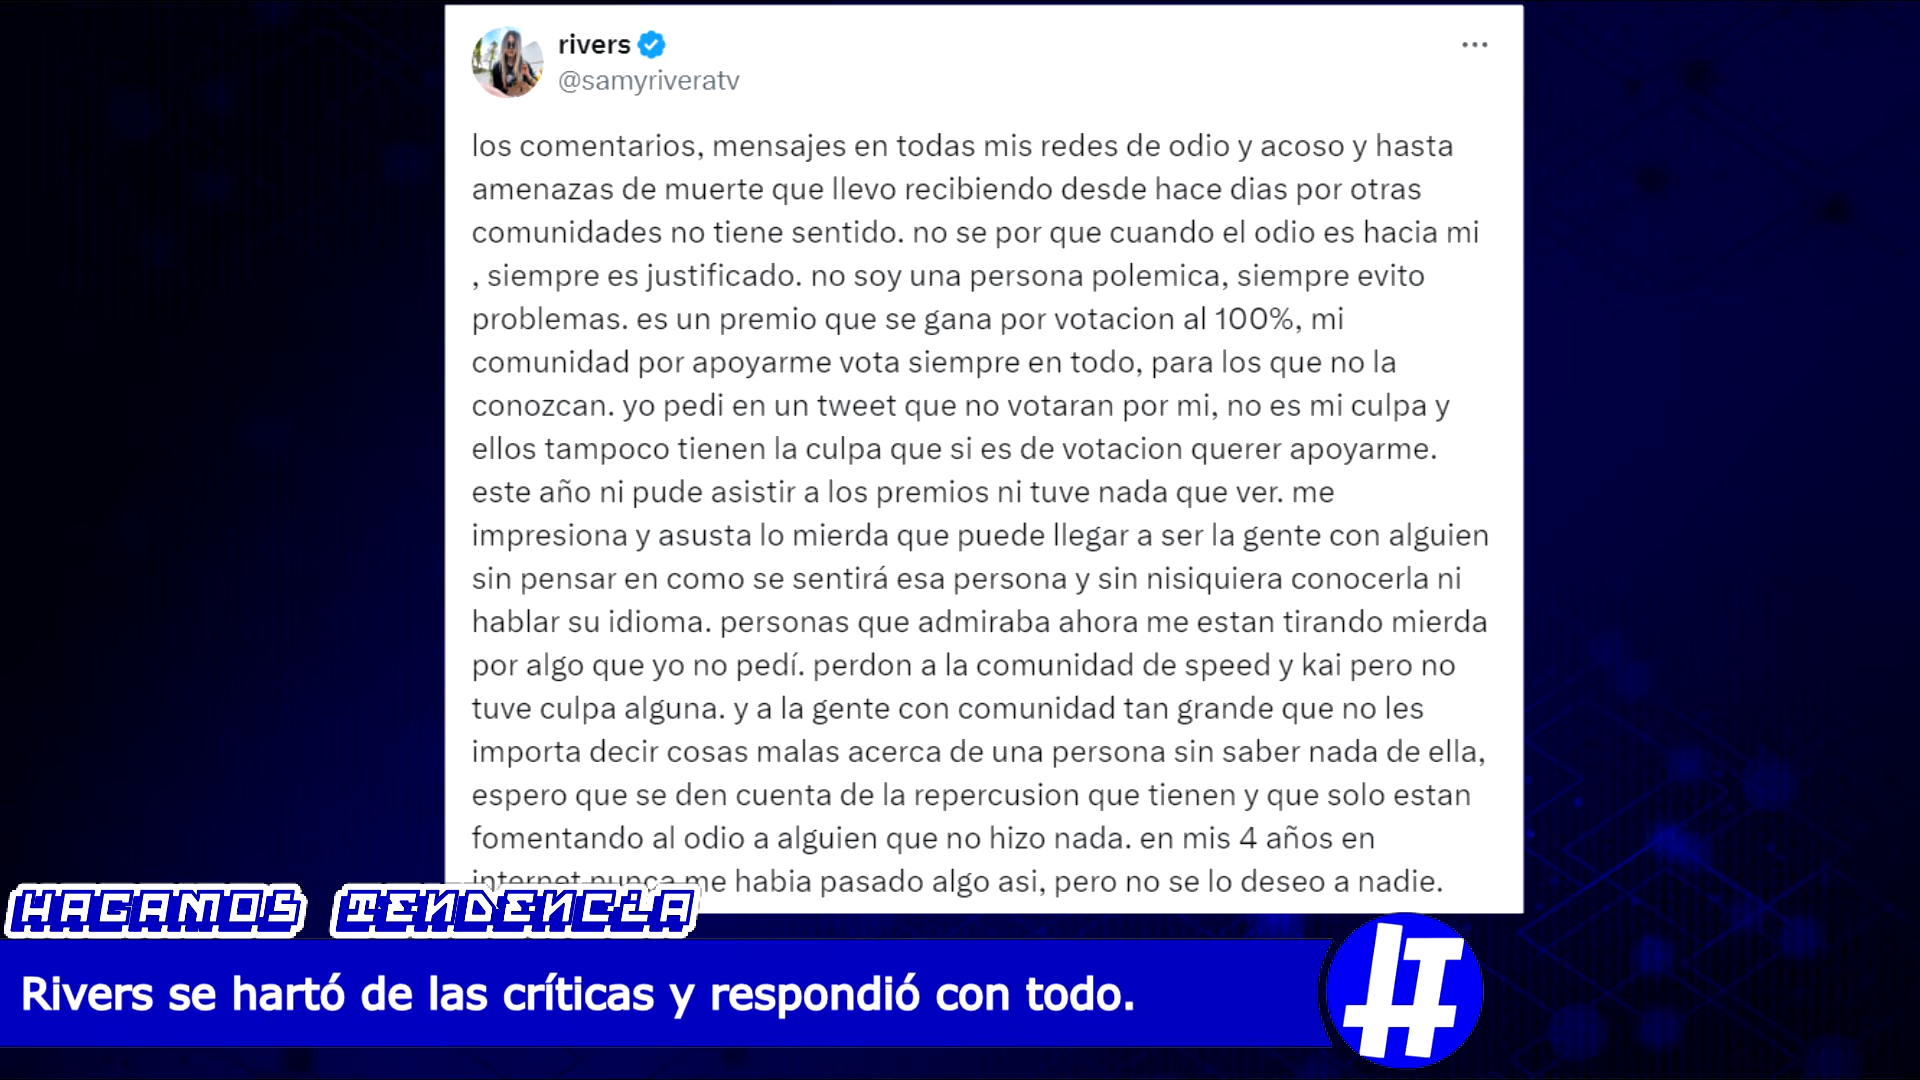 rivers
@samyriveratv
los comentarios, mensajes en todas mis redes de odio y acoso y hasta
amenazas de muerte que llevo recibiendo desde hace dias por otras
comunidades no tiene sentido. no se por que cuando el odio es hacia mi
, siempre es justificado. no soy una persona polemica, siempre evito
problemas. es un premio que se gana por votacion al 100%, mi
comunidad por apoyarme vota siempre en todo, para los que no la
conozcan. yo pedi en un tweet que no votaran por mi, no es mi culpa y
ellos tampoco tienen la culpa que si es de votacion querer apoyarme.
este año ni pude asistir a los premios ni tuve nada que ver. me
impresiona y asusta lo mierda que puede llegar a ser la gente con alguien
sin pensar en como se sentirá esa persona y sin nisiquiera conocerla ni
hablar su idioma. personas que admiraba ahora me estan tirando mierda
por algo que yo no pedí. perdon a la comunidad de speed y kai pero no
tuve culpa alguna. y a la gente con comunidad tan grande que no les
importa decir cosas malas acerca de una persona sin saber nada de ella,
espero que se den cuenta de la repercusion que tienen y que solo estan
fomentando al odio a alguien que no hizo nada. en mis 4 años en
internet nunca me habia pasado algo asi, pero no se lo deseo a nadie.
HAGAMOS TENDENCIA
Rivers se hartó de las críticas y respondió con todo.
HT